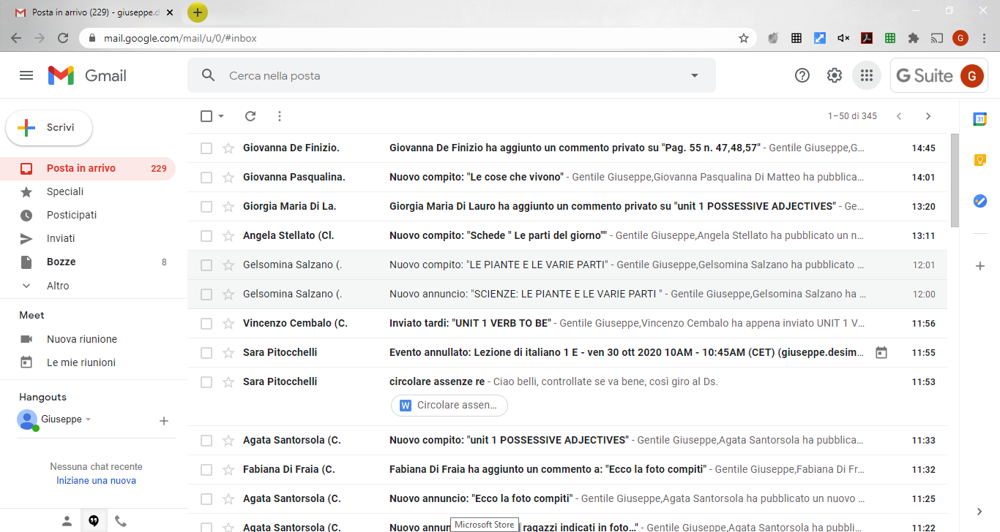 Posta in arrivo (229) - giuseppe.d
mail.google.com/mail/u/0/#inbox
G
Gmail
Cerca nella posta
G Suite
G
Scrivi
1–50 di 345
31
Posta in arrivo 229
Speciali
Posticipati
Inviati
Bozze 8
Altro
Meet
Nuova riunione
Le mie riunioni
Hangouts
Giuseppe
Nessuna chat recente
Iniziane una nuova
Giovanna De Finizio. Giovanna De Finizio ha aggiunto un commento privato su "Pag. 55 n. 47,48,57" - Gentile Giuseppe,G... 14:45
Giovanna Pasqualina. Nuovo compito: "Le cose che vivono" - Gentile Giuseppe,Giovanna Pasqualina Di Matteo ha pubblica... 14:01
Giorgia Maria Di La. Giorgia Maria Di Lauro ha aggiunto un commento privato su "unit 1 POSSESSIVE ADJECTIVES" - Ge... 13:20
Angela Stellato (Cl. Nuovo compito: "Schede " Le parti del giorno"" - Gentile Giuseppe,Angela Stellato ha pubblicato un n... 13:11
Gelsomina Salzano (. Nuovo compito: "LE PIANTE E LE VARIE PARTI" - Gentile Giuseppe,Gelsomina Salzano ha pubblicato ... 12:01
Gelsomina Salzano (. Nuovo annuncio: "SCIENZE: LE PIANTE E LE VARIE PARTI " - Gentile Giuseppe,Gelsomina Salzano ha ... 12:00
Vincenzo Cembalo (C. Inviato tardi: "UNIT 1 VERB TO BE" - Gentile Giuseppe,Vincenzo Cembalo ha appena inviato UNIT 1 V... 11:56
Sara Pitocchelli Evento annullato: Lezione di italiano 1 E - ven 30 ott 2020 10AM - 10:45AM (CET) (giuseppe.desim... 11:55
Sara Pitocchelli circolare assenze re - Ciao belli, controllate se va bene, così giro al Ds. 11:53
W Circolare assen...
Agata Santorsola (C. Nuovo compito: "unit 1 POSSESSIVE ADJECTIVES" - Gentile Giuseppe,Agata Santorsola ha pubblica... 11:33
Fabiana Di Fraia (C. Fabiana Di Fraia ha aggiunto un commento a: "Ecco la foto compiti" - Gentile Giuseppe,Fabiana Di Fr... 11:32
Agata Santorsola (C. Nuovo annuncio: "Ecco la foto compiti" - Gentile Giuseppe,Agata Santorsola ha pubblicato un nuovo ... 11:25
Agata Santorsola (C. Nuovo ragazzi indicati in foto..." - Gentile Giuseppe,Agata Santorsola ha pubblica... 11:22
Microsoft Store